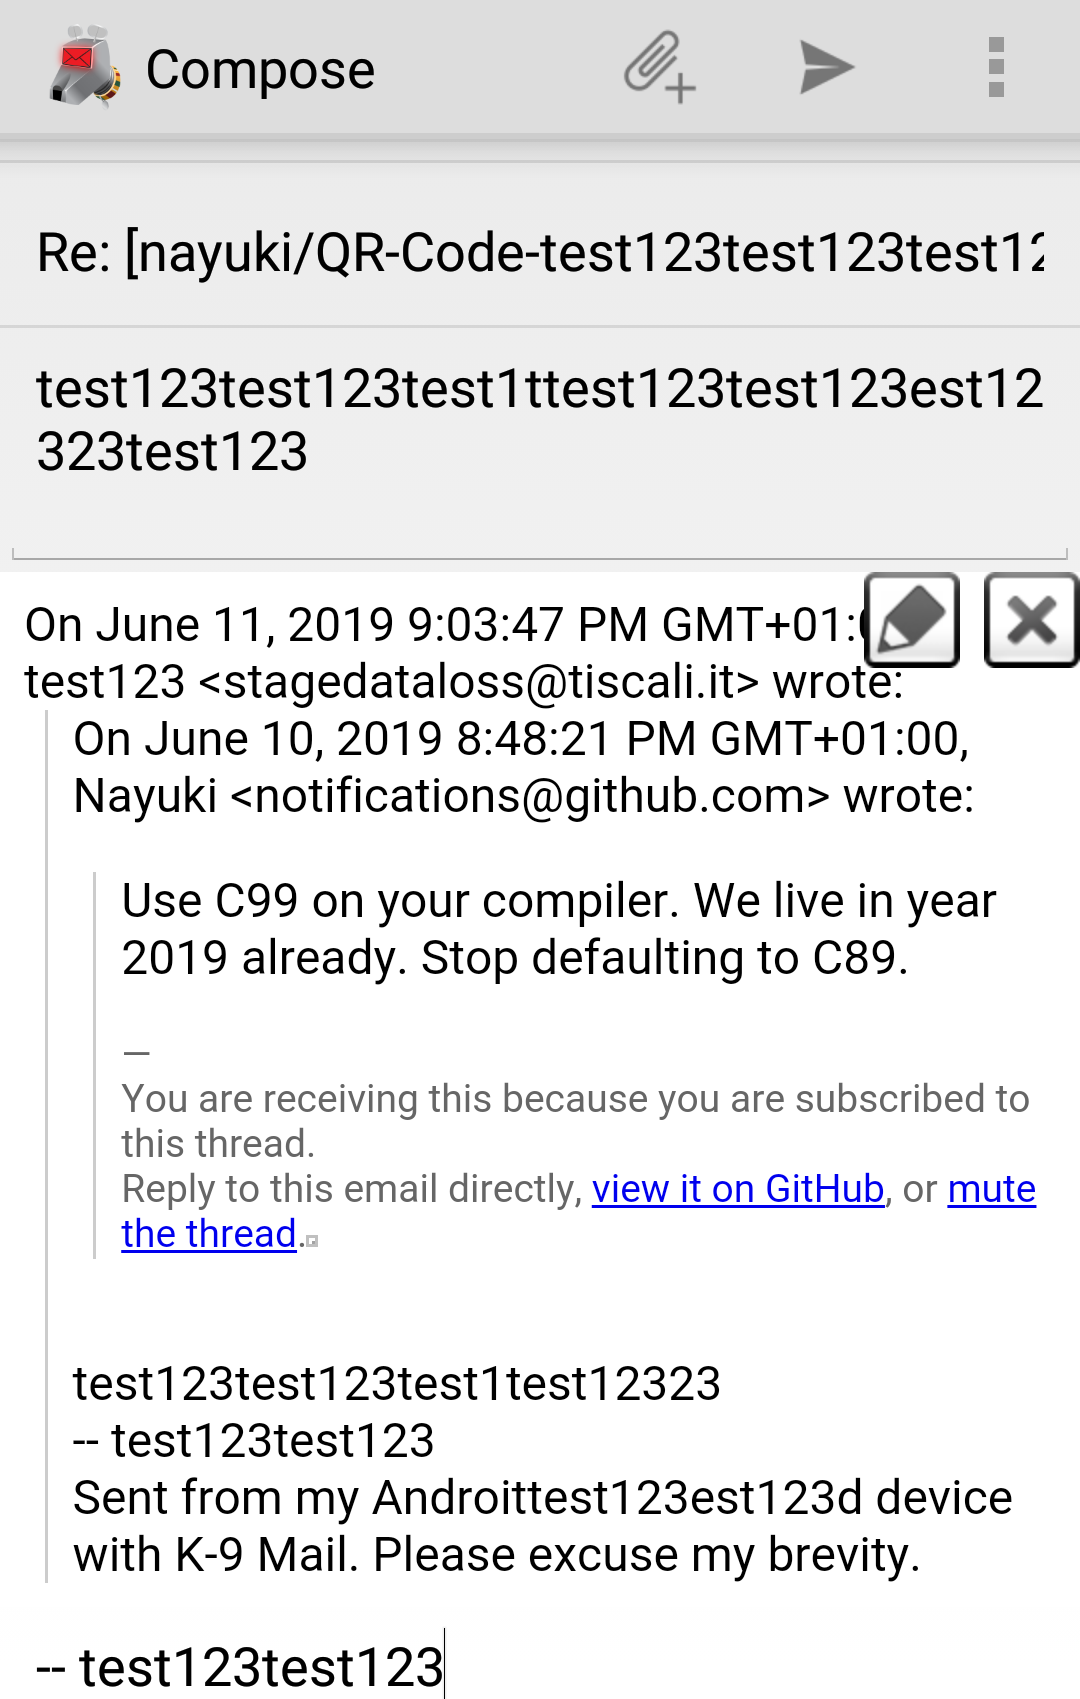 Compose
Re: [nayuki/QR-Code-test123test123test12
test123test123test1ttest123test123est12
323test123
On June 11, 2019 9:03:47 PM GMT+01:
test123 <stagedataloss@tiscali.it> wrote:
On June 10, 2019 8:48:21 PM GMT+01:00,
Nayuki <notifications@github.com> wrote:
Use C99 on your compiler. We live in year
2019 already. Stop defaulting to C89.
—
You are receiving this because you are subscribed to
this thread.
Reply to this email directly, view it on GitHub, or mute
the thread.
test123test123test1test12323
-- test123test123
Sent from my Androittest123est123d device
with K-9 Mail. Please excuse my brevity.
-- test123test123